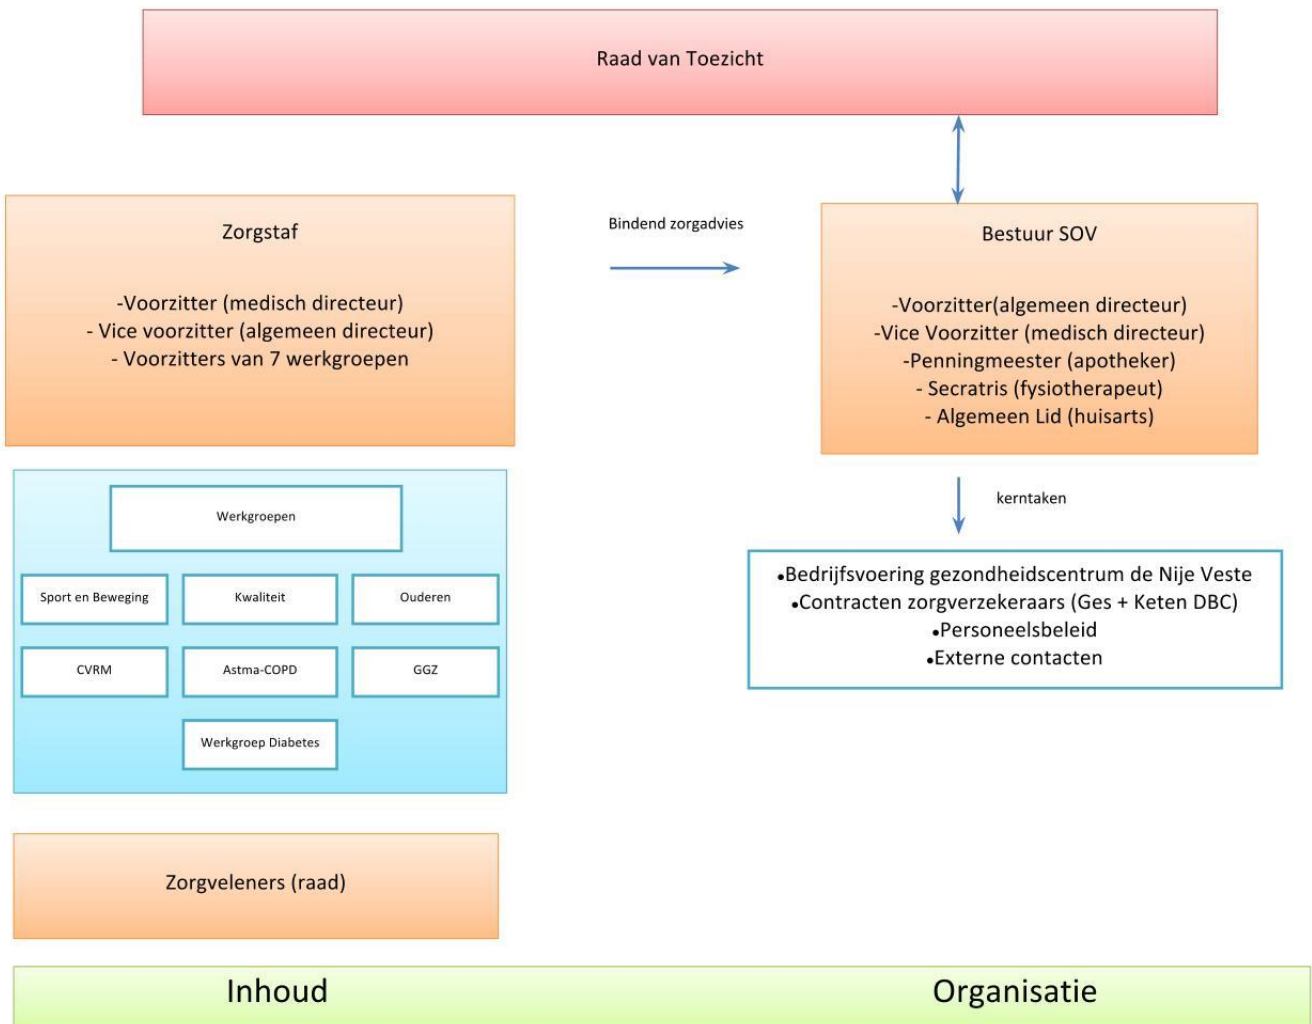 Raad van Toezicht
Zorgstaf
-Voorzitter (medisch directeur)
- Vice voorzitter (algemeen directeur)
- Voorzitters van 7 werkgroepen
Bindend zorgadvies
Bestuur SOV
-Voorzitter(algemeen directeur)
-Vice Voorzitter (medisch directeur)
-Penningmeester (apotheker)
- Secratris (fysiotherapeut)
- Algemeen Lid (huisarts)
kerntaken
•Bedrijfsvoering gezondheidscentrum de Nije Veste
•Contracten zorgverzekeraars (Ges + Keten DBC)
•Personeelsbeleid
•Externe contacten
Werkgroepen
Sport en Beweging
Kwaliteit
Ouderen
CVRM
Astma-COPD
GGZ
Werkgroep Diabetes
Zorgveleners (raad)
Inhoud
Organisatie